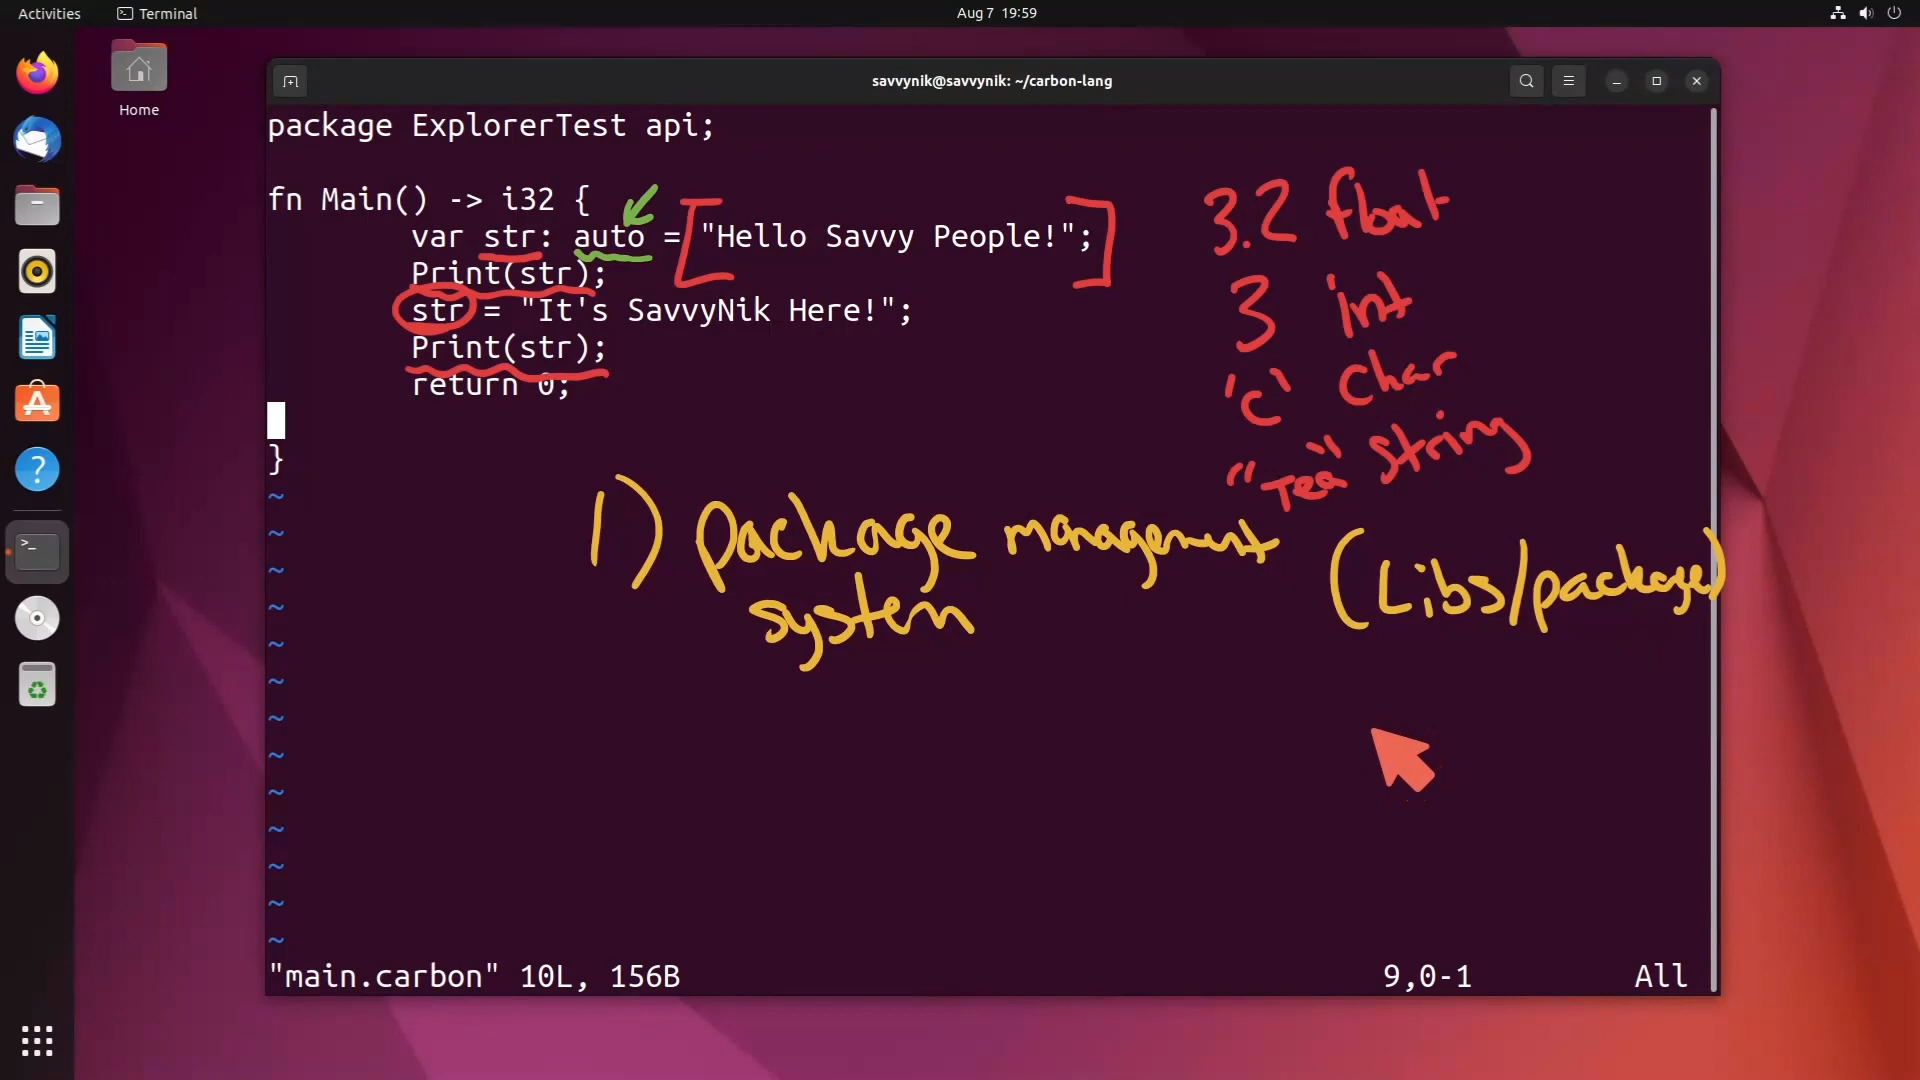 Activities
Terminal
Aug 7 19:59
Home
savvynik@savvynik: ~/carbon-lang
package ExplorerTest api;
fn Main() -> i32 {
var str: auto = "Hello Savvy People!";
Print(str);
str = "It's SavvyNik Here!";
Print(str);
return 0;
}
3.2 float
3 int
'c' char
"Tea" string
1) package management
system
(Libs/package)
~
~
~
~
~
~
~
~
~
~
~
~
~
"main.carbon" 10L, 156B
9,0-1
All